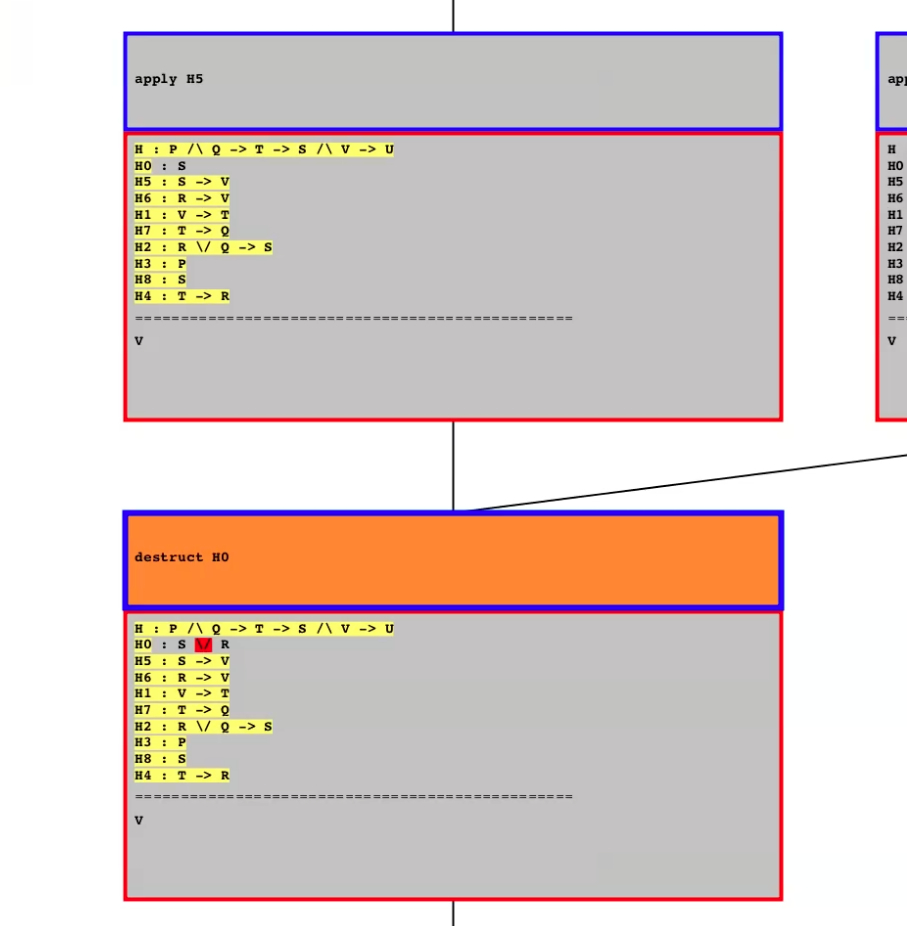 apply H5
app
H : P /\ Q -> T -> S /\ V -> U
H0 : S
H5 : S -> V
H6 : R -> V
H1 : V -> T
H7 : T -> Q
H2 : R \/ Q -> S
H3 : P
H8 : S
H4 : T -> R
===================================================
V
H
H0
H5
H6
H1
H7
H2
H3
H8
H4
==
V
destruct H0
H : P /\ Q -> T -> S /\ V -> U
H0 : S \/ R
H5 : S -> V
H6 : R -> V
H1 : V -> T
H7 : T -> Q
H2 : R \/ Q -> S
H3 : P
H8 : S
H4 : T -> R
===================================================
V